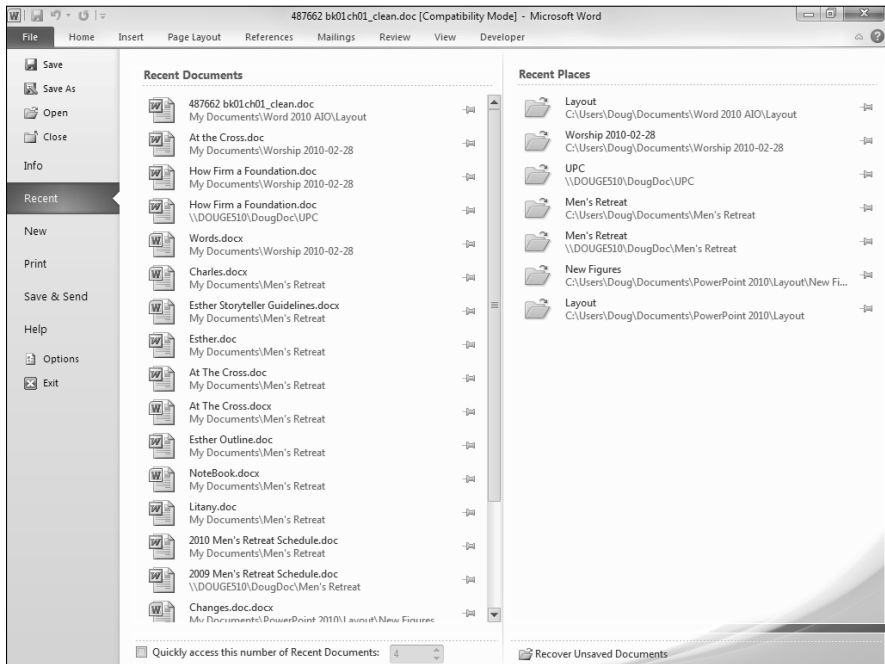 487662 bk01ch01_clean.doc [Compatibility Mode] - Microsoft Word
File Home Insert Page Layout References Mailings Review View Developer
Save
Save As
Open
Close
Info
Recent
New
Print
Save & Send
Help
Options
Exit
Recent Documents
487662 bk01ch01_clean.doc
My Documents\Word 2010 AIO\Layout
At the Cross.doc
My Documents\Worship 2010-02-28
How Firm a Foundation.doc
My Documents\Worship 2010-02-28
How Firm a Foundation.doc
\\DOUGE510\DougDoc\UPC
Words.docx
My Documents\Worship 2010-02-28
Charles.docx
My Documents\Men's Retreat
Esther Storyteller Guidelines.docx
My Documents\Men's Retreat
Esther.doc
My Documents\Men's Retreat
At The Cross.doc
My Documents\Men's Retreat
At The Cross.docx
My Documents\Men's Retreat
Esther Outline.doc
My Documents\Men's Retreat
NoteBook.docx
My Documents\Men's Retreat
Litany.doc
My Documents\Men's Retreat
2010 Men's Retreat Schedule.doc
My Documents\Men's Retreat
2009 Men's Retreat Schedule.doc
\\DOUGE510\DougDoc\Men's Retreat
Changes.doc.docx
My Documents\PowerPoint 2010\Layout\New Figures
Quickly access this number of Recent Documents: 4
Recent Places
Layout
C:\Users\Doug\Documents\Word 2010 AIO\Layout
Worship 2010-02-28
C:\Users\Doug\Documents\Worship 2010-02-28
UPC
\\DOUGE510\DougDoc\UPC
Men's Retreat
C:\Users\Doug\Documents\Men's Retreat
Men's Retreat
\\DOUGE510\DougDoc\Men's Retreat
New Figures
C:\Users\Doug\Documents\PowerPoint 2010\Layout\New Fi...
Layout
C:\Users\Doug\Documents\PowerPoint 2010\Layout
Recover Unsaved Documents